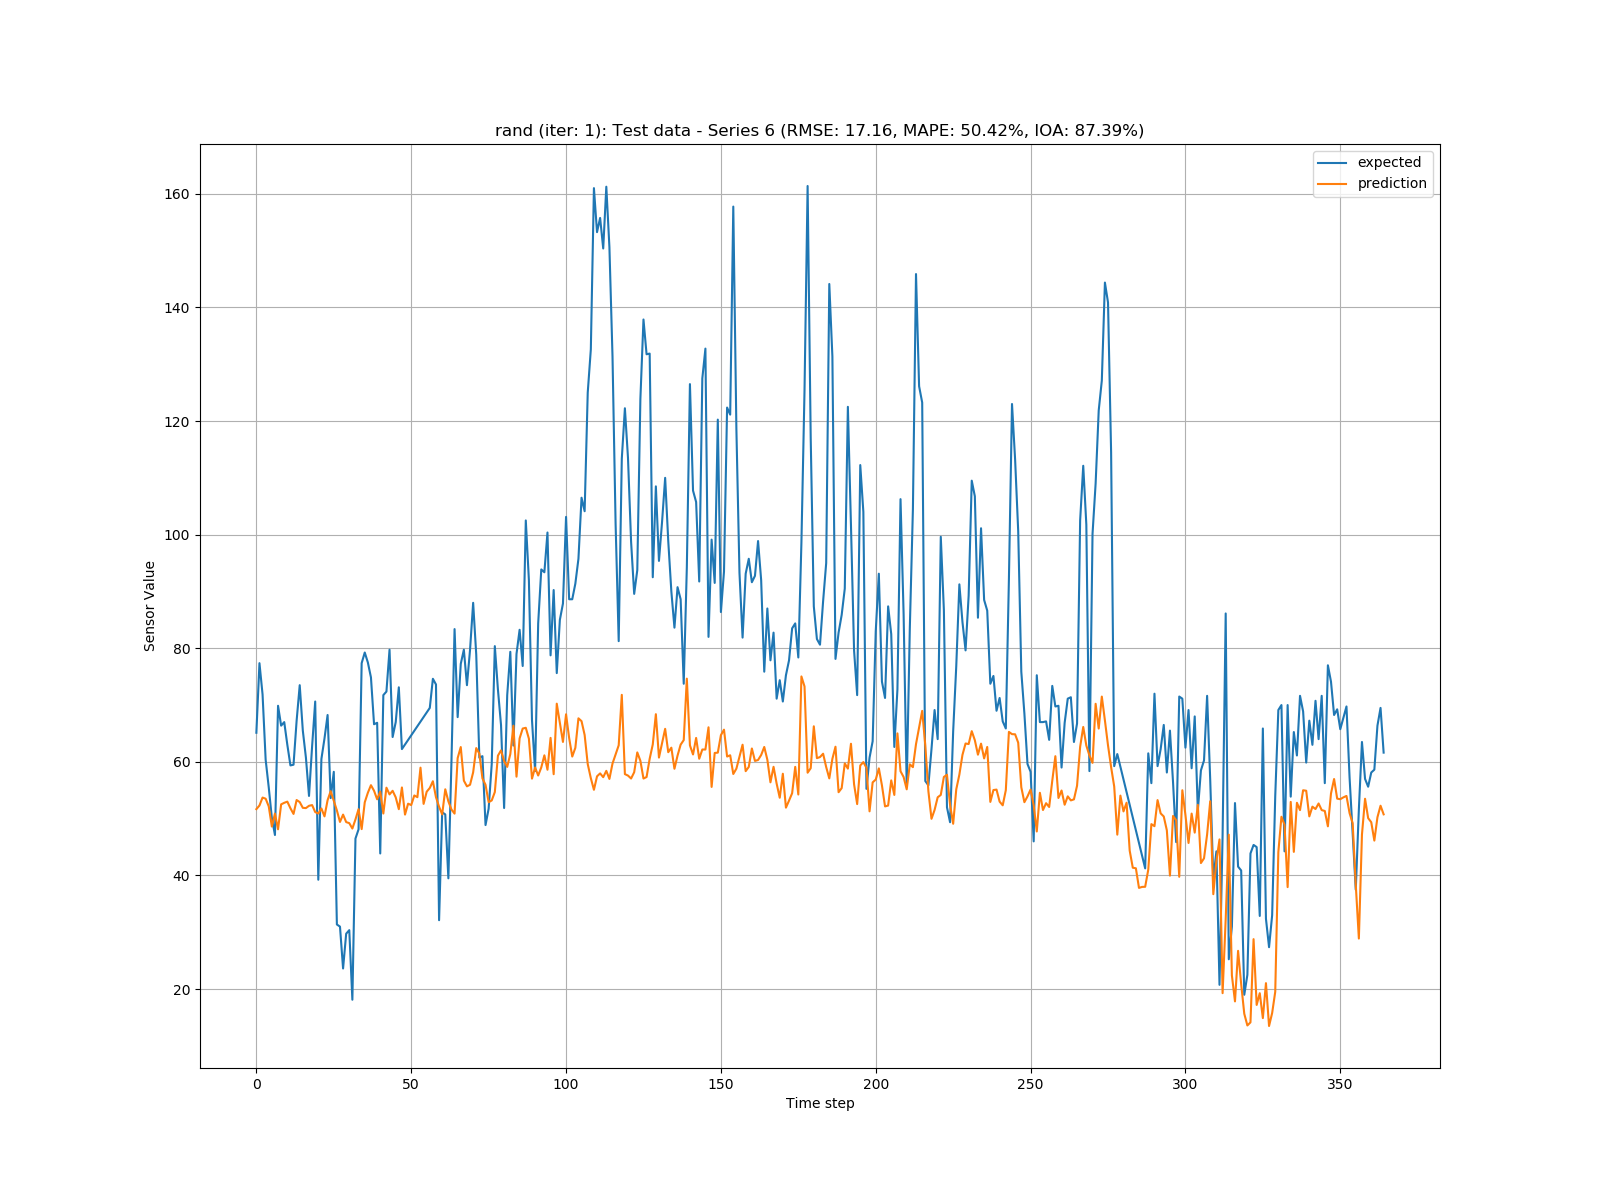 rand (iter: 1): Test data - Series 6 (RMSE: 17.16, MAPE: 50.42%, IOA: 87.39%)
expected
prediction
160
140
120
100
80
60
40
20
Sensor Value
0 50 100 150 200 250 300 350
Time step